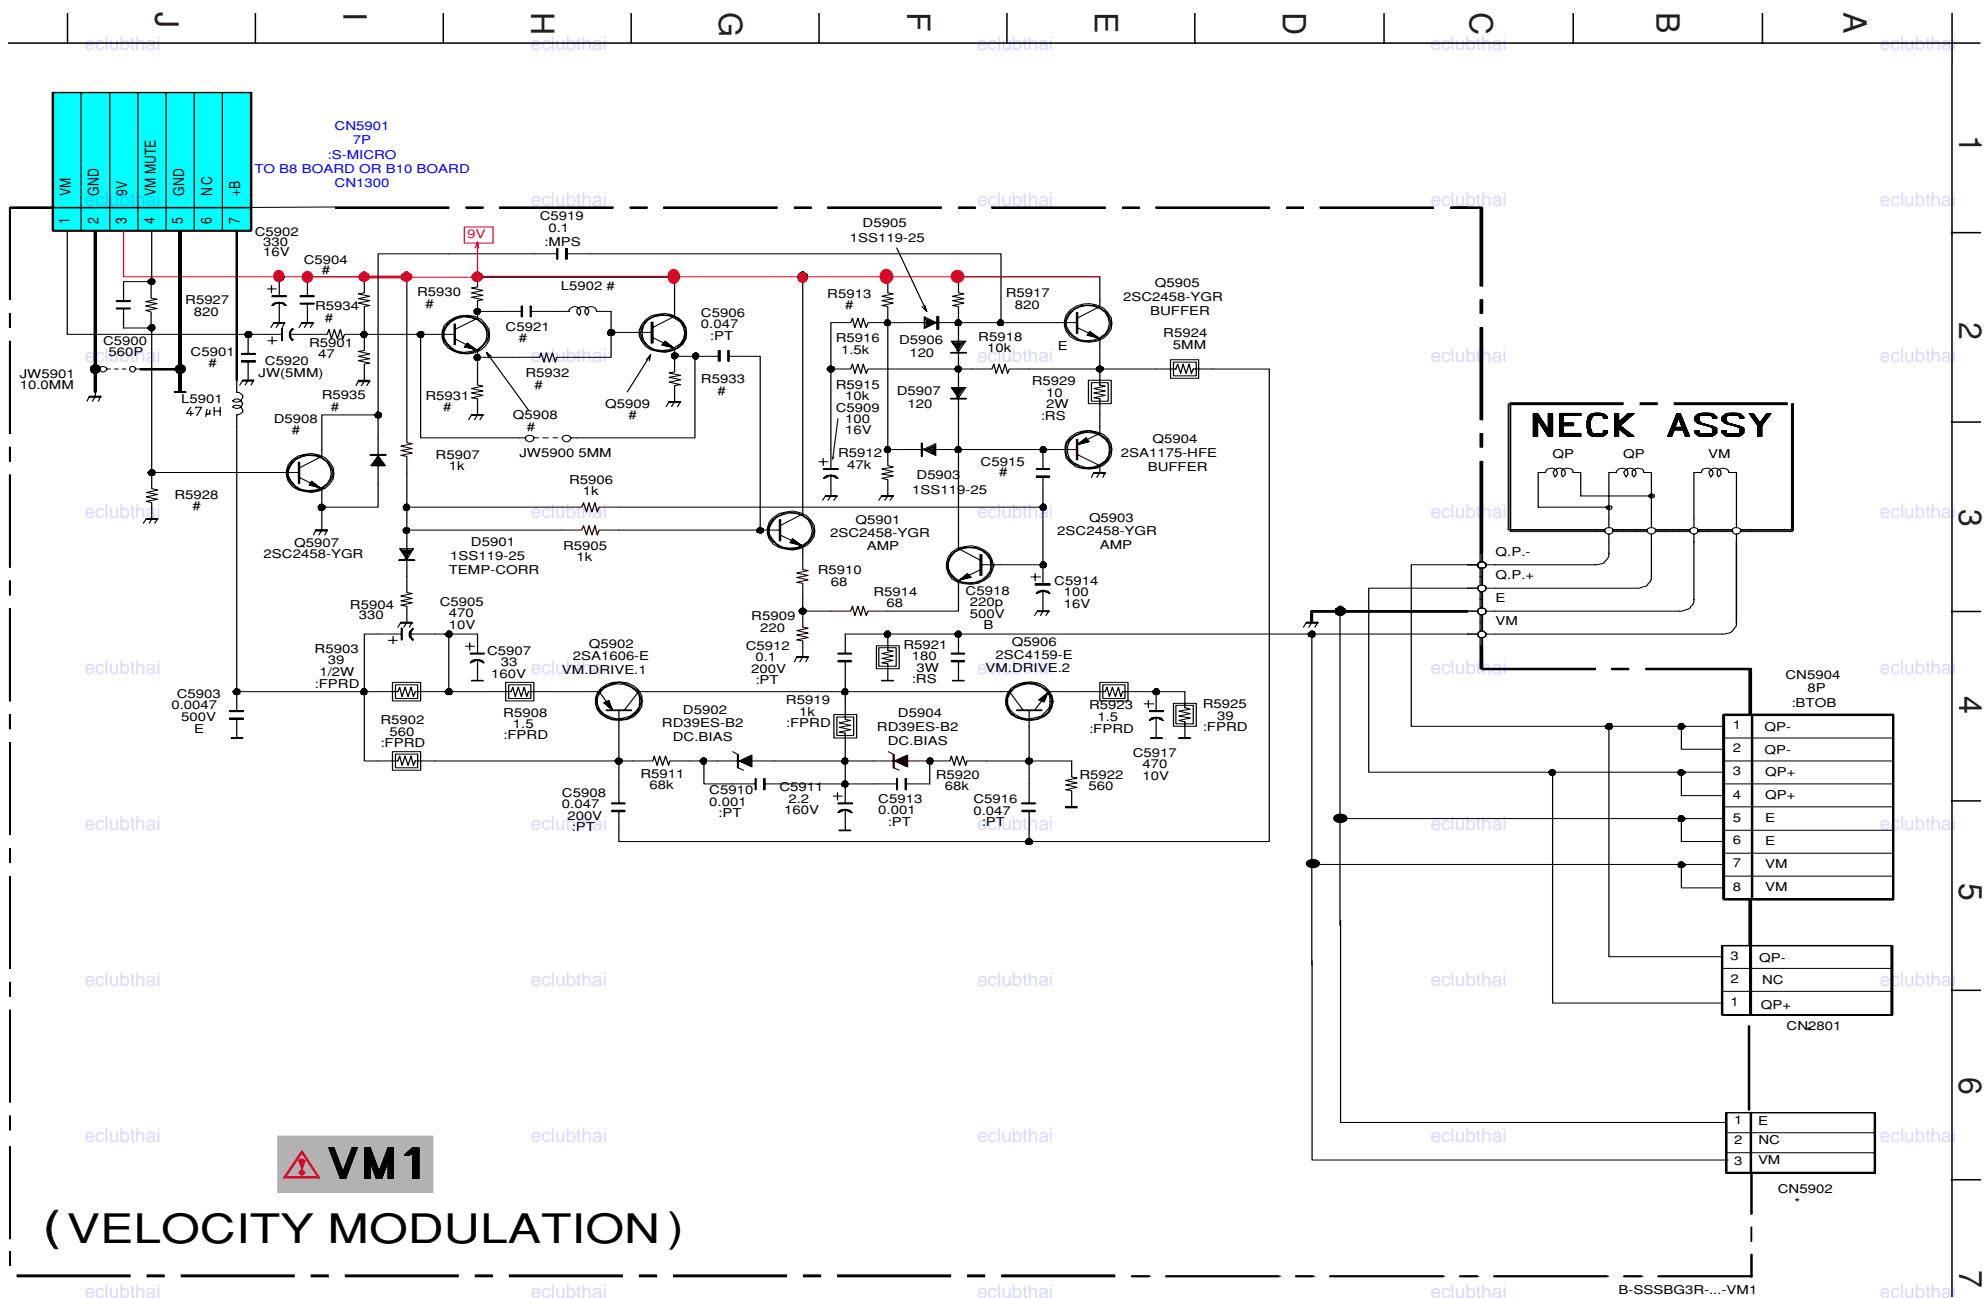 J I H G F E D C B A
1
2
3
4
5
6
7
VM
GND
9V
VM MUTE
GND
NC
+B
1 2 3 4 5 6 7
CN5901
7P
:S-MICRO
TO B8 BOARD OR B10 BOARD
CN1300
C5902
330
16V
C5904
#
9V
C5919
0.1
:MPS
D5905
1SS119-25
R5927
820
R5934
#
R5930
#
L5902 #
C5921
#
C5906
0.047
:PT
R5913
#
R5917
820
Q5905
2SC2458-YGR
BUFFER
R5924
5MM
C5900
560P
C5901
#
C5920
JW(5MM)
R5901
47
R5932
#
R5933
#
R5916
1.5k
D5906
120
R5918
10k
E
JW5901
10.0MM
L5901
47µH
R5935
#
R5931
#
Q5908
#
Q5909
#
R5915
10k
D5907
120
R5929
10
2W
:RS
C5909
100
16V
D5908
#
R5907
1k
JW5900 5MM
R5912
47k
D5903
1SS119-25
C5915
#
Q5904
2SA1175-HFE
BUFFER
R5928
#
R5906
1k
R5905
1k
Q5907
2SC2458-YGR
D5901
1SS119-25
TEMP-CORR
Q5901
2SC2458-YGR
AMP
Q5903
2SC2458-YGR
AMP
R5910
68
R5914
68
C5918
220p
500V
B
C5914
100
16V
R5904
330
C5905
470
10V
R5909
220
R5903
39
1/2W
:FPRD
C5907
33
160V
Q5902
2SA1606-E
VM.DRIVE.1
C5912
0.1
200V
:PT
R5921
180
3W
:RS
Q5906
2SC4159-E
VM.DRIVE.2
C5903
0.0047
500V
E
R5902
560
:FPRD
R5908
1.5
:FPRD
D5902
RD39ES-B2
DC.BIAS
R5919
1k
:FPRD
D5904
RD39ES-B2
DC.BIAS
R5923
1.5
:FPRD
R5925
39
:FPRD
C5917
470
10V
R5911
68k
C5910
0.001
:PT
C5911
2.2
160V
C5913
0.001
:PT
R5920
68k
C5916
0.047
:PT
R5922
560
C5908
0.047
200V
:PT
NECK ASSY
QP QP VM
Q.P.-
Q.P.+
E
VM
CN5904
8P
:BTOB
1 QP-
2 QP-
3 QP+
4 QP+
5 E
6 E
7 VM
8 VM
3 QP-
2 NC
1 QP+
CN2801
1 E
2 NC
3 VM
CN5902
*
VM1
(VELOCITY MODULATION)
B-SSSBG3R-...-VM1
eclubthai